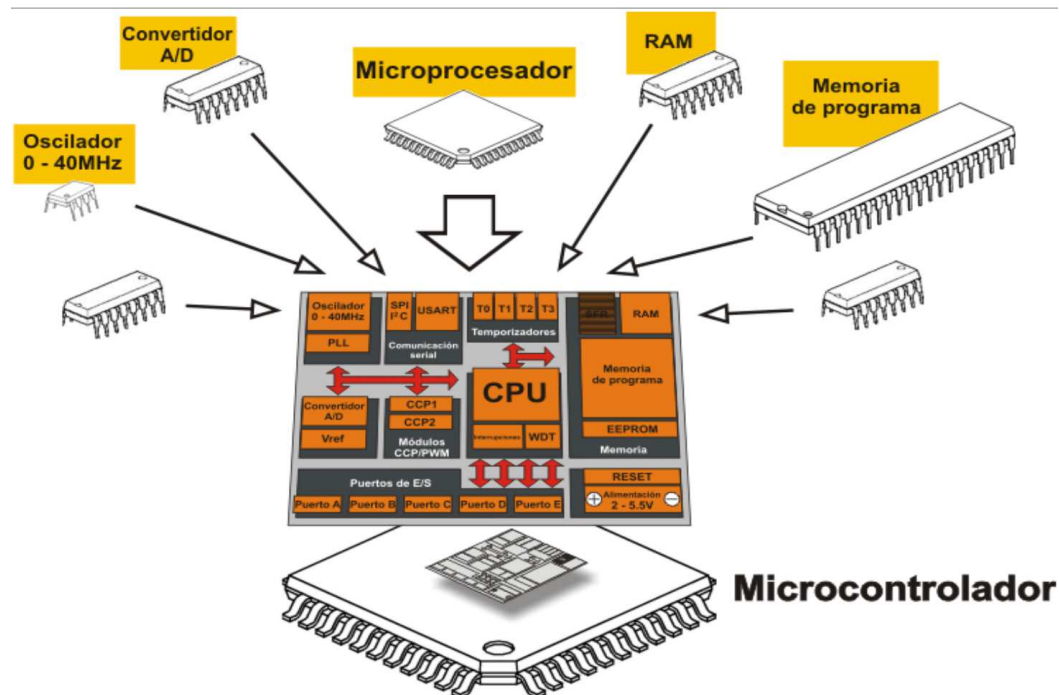 Convertidor
A/D
Microprocesador
RAM
Memoria
de programa
Oscilador
0 - 40MHz
Oscilador
0 - 40MHz
PLL
SPI
I²C
USART
Comunicación
serial
T0 T1 T2 T3
Temporizadores
SFR
RAM
Memoria
de programa
EEPROM
Memoria
Convertidor
A/D
Vref
CCP1
CCP2
Módulos
CCP/PWM
CPU
Interrupciones
WDT
Puertos de E/S
Puerto A Puerto B Puerto C Puerto D Puerto E
RESET
Alimentación
2 - 5.5V
Microcontrolador